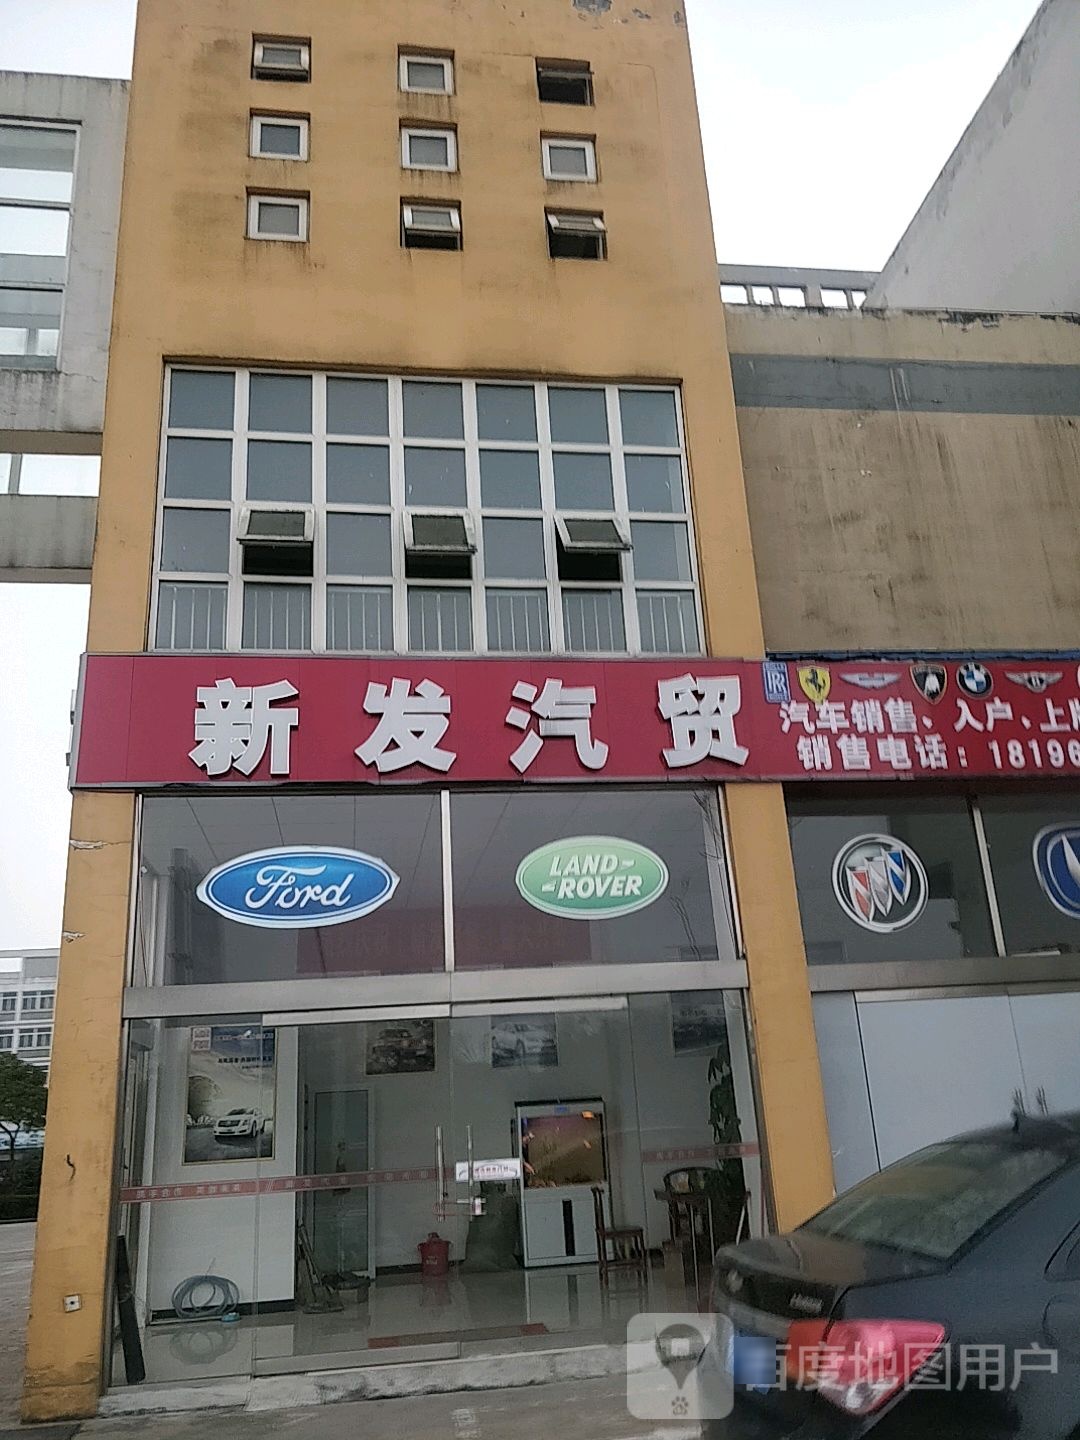 新发汽贸
汽车销售、入户、上牌
销售电话：18196
Ford
LAND-
-ROVER
百度地图用户